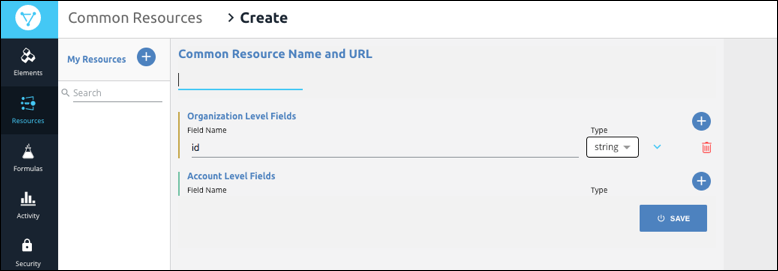 Common Resources > Create
Elements
Resources
Formulas
Activity
Security
My Resources +
Search
Common Resource Name and URL
Organization Level Fields +
Field Name Type
id string
Account Level Fields +
Field Name Type
SAVE